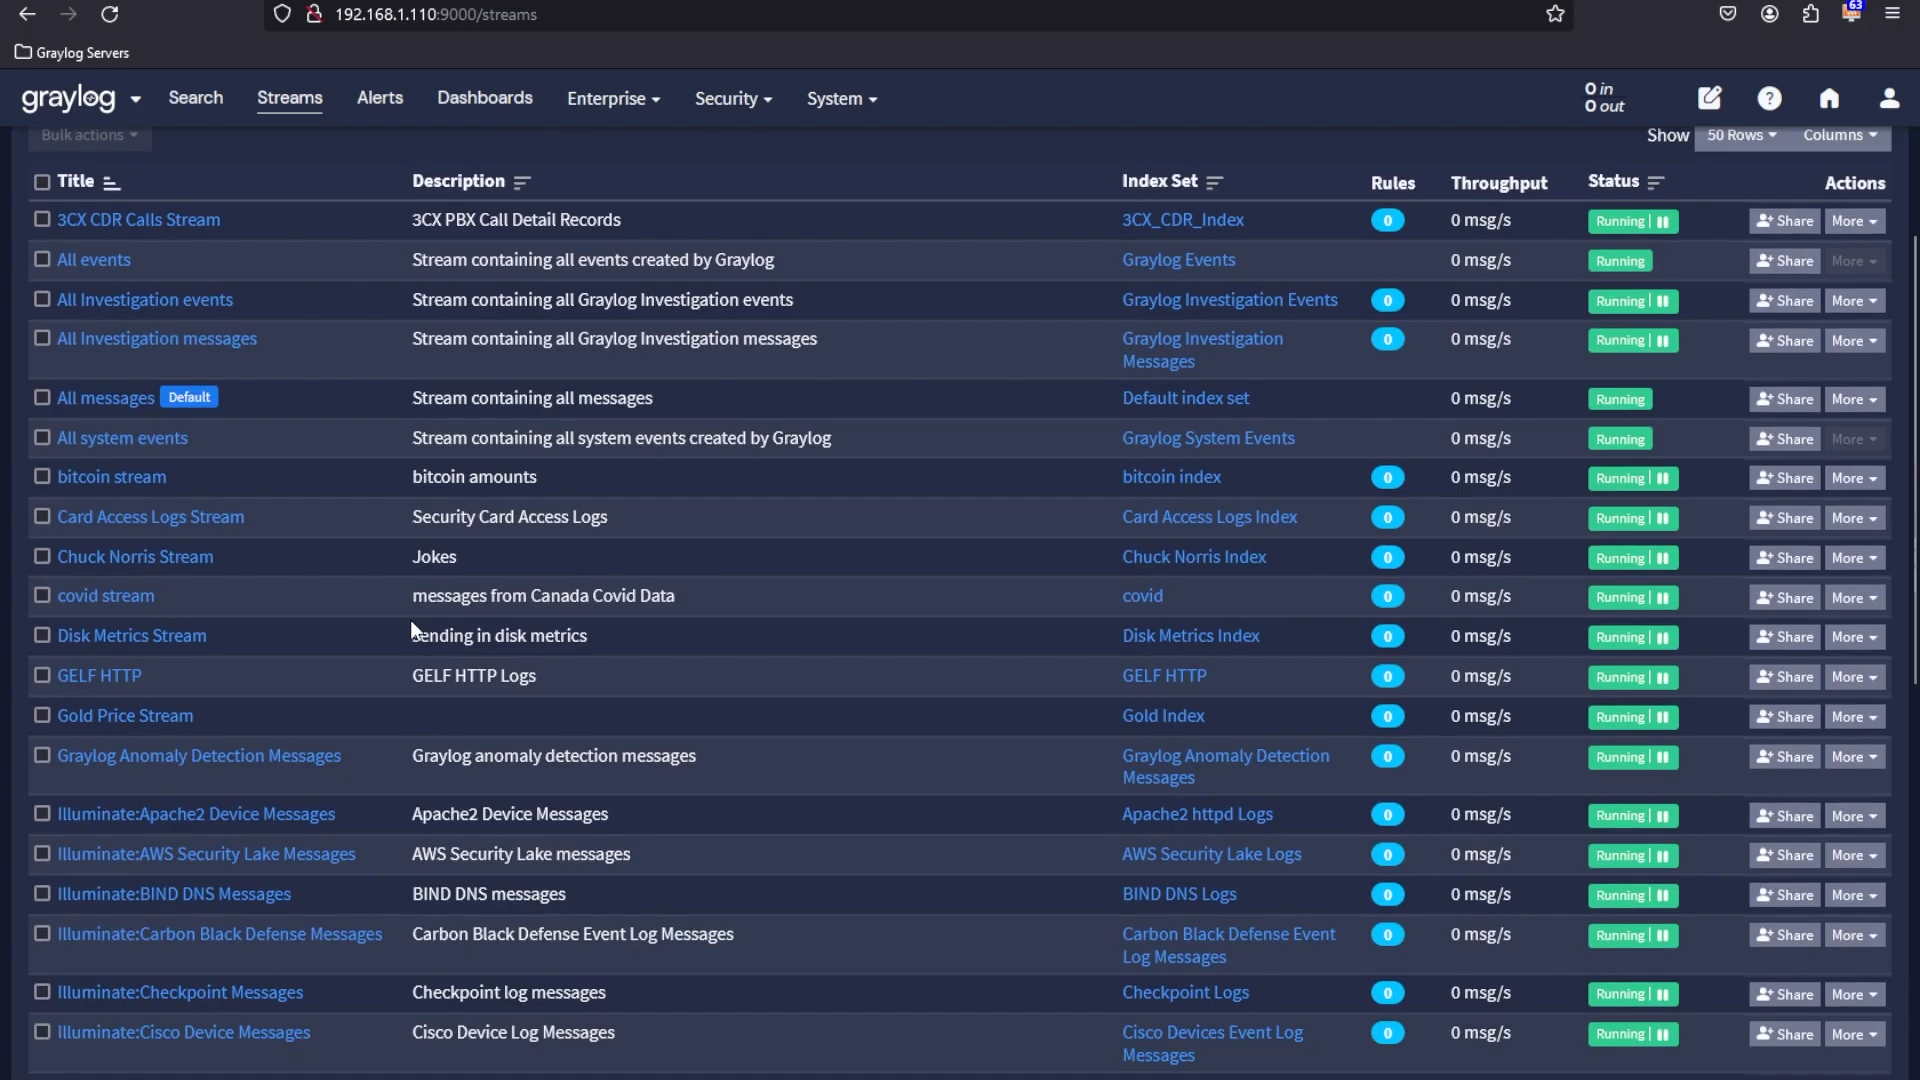 192.168.1.110:9000/streams
63
Graylog Servers
graylog Search Streams Alerts Dashboards Enterprise Security System 0 in
0 out
Bulk actions Show 50 Rows Columns
Title Description Index Set Rules Throughput Status Actions
3CX CDR Calls Stream 3CX PBX Call Detail Records 3CX_CDR_Index 0 0 msg/s Running Share More
All events Stream containing all events created by Graylog Graylog Events 0 msg/s Running Share More
All Investigation events Stream containing all Graylog Investigation events Graylog Investigation Events 0 0 msg/s Running Share More
All Investigation messages Stream containing all Graylog Investigation messages Graylog Investigation 0 0 msg/s Running Share More
Messages
All messages Default Stream containing all messages Default index set 0 msg/s Running Share More
All system events Stream containing all system events created by Graylog Graylog System Events 0 msg/s Running Share More
bitcoin stream bitcoin amounts bitcoin index 0 0 msg/s Running Share More
Card Access Logs Stream Security Card Access Logs Card Access Logs Index 0 0 msg/s Running Share More
Chuck Norris Stream Jokes Chuck Norris Index 0 0 msg/s Running Share More
covid stream messages from Canada Covid Data covid 0 0 msg/s Running Share More
Disk Metrics Stream sending in disk metrics Disk Metrics Index 0 0 msg/s Running Share More
GELF HTTP GELF HTTP Logs GELF HTTP 0 0 msg/s Running Share More
Gold Price Stream Gold Index 0 0 msg/s Running Share More
Graylog Anomaly Detection Messages Graylog anomaly detection messages Graylog Anomaly Detection 0 0 msg/s Running Share More
Messages
Illuminate:Apache2 Device Messages Apache2 Device Messages Apache2 httpd Logs 0 0 msg/s Running Share More
Illuminate:AWS Security Lake Messages AWS Security Lake messages AWS Security Lake Logs 0 0 msg/s Running Share More
Illuminate:BIND DNS Messages BIND DNS messages BIND DNS Logs 0 0 msg/s Running Share More
Illuminate:Carbon Black Defense Messages Carbon Black Defense Event Log Messages Carbon Black Defense Event 0 0 msg/s Running Share More
Log Messages
Illuminate:Checkpoint Messages Checkpoint log messages Checkpoint Logs 0 0 msg/s Running Share More
Illuminate:Cisco Device Messages Cisco Device Log Messages Cisco Devices Event Log 0 0 msg/s Running Share More
Messages